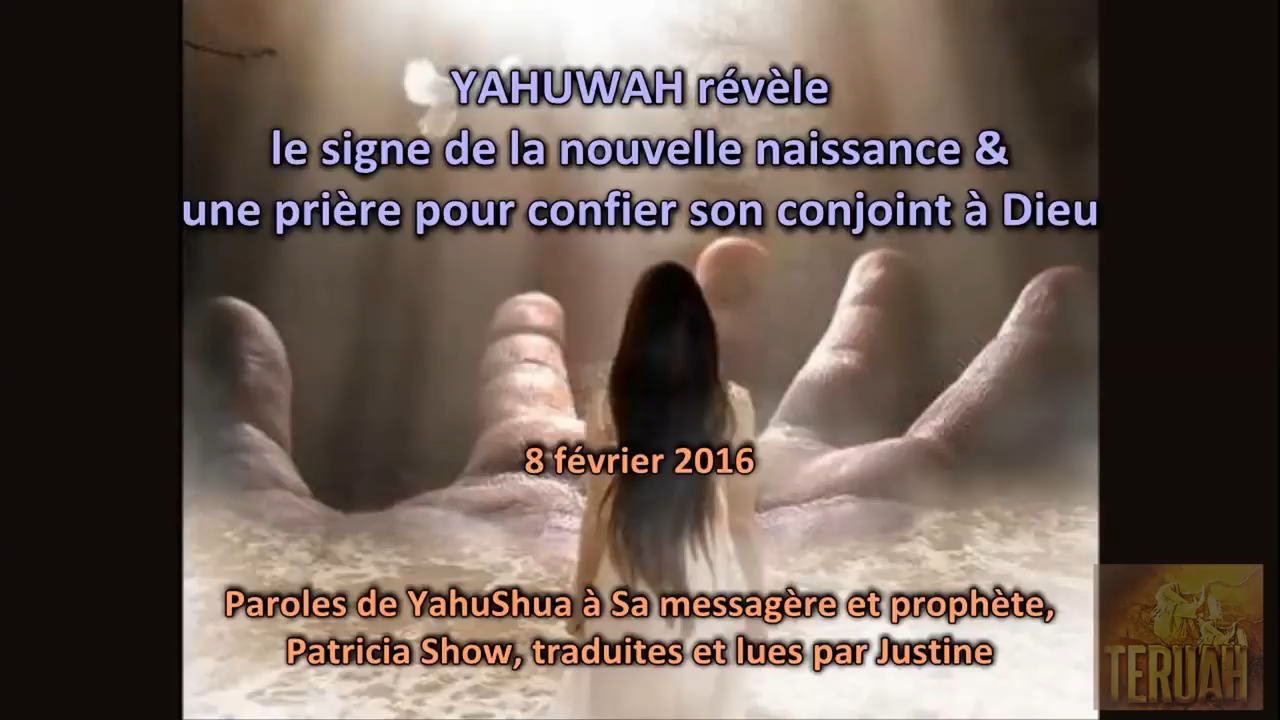 YAHUWAH révèle
le signe de la nouvelle naissance &
une prière pour confier son conjoint à Dieu
8 février 2016
Paroles de YahuShua à Sa messagère et prophète,
Patricia Show, traduites et lues par Justine
TERUAH